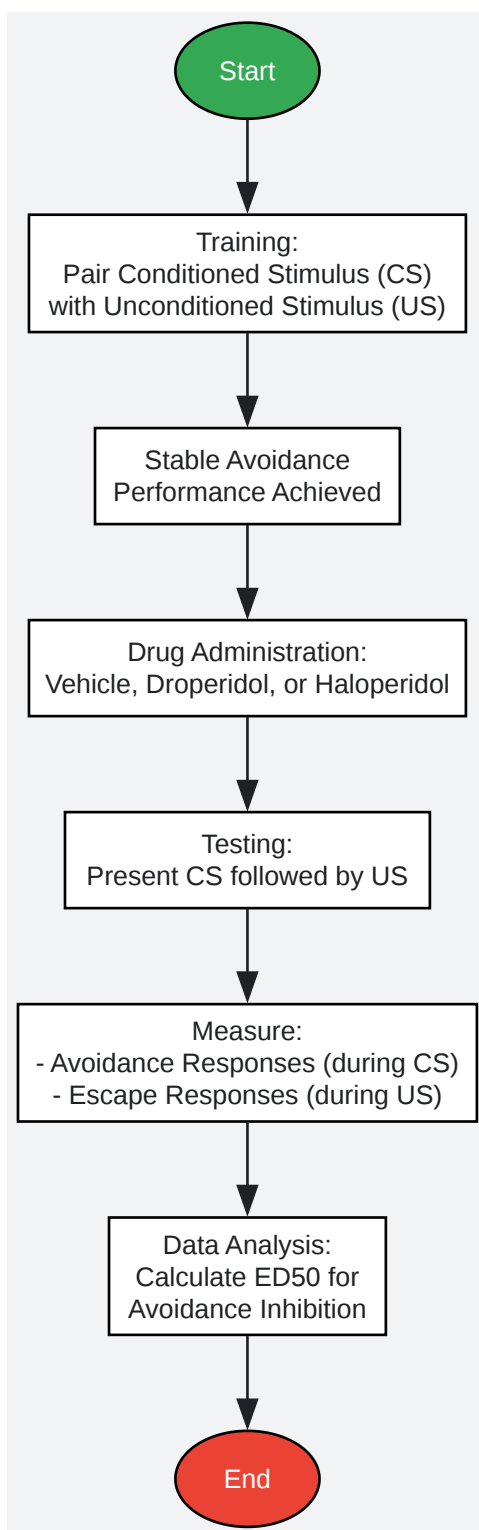 Start
Training:
Pair Conditioned Stimulus (CS)
with Unconditioned Stimulus (US)
Stable Avoidance
Performance Achieved
Drug Administration:
Vehicle, Droperidol, or Haloperidol
Testing:
Present CS followed by US
Measure:
- Avoidance Responses (during CS)
- Escape Responses (during US)
Data Analysis:
Calculate ED50 for
Avoidance Inhibition
End